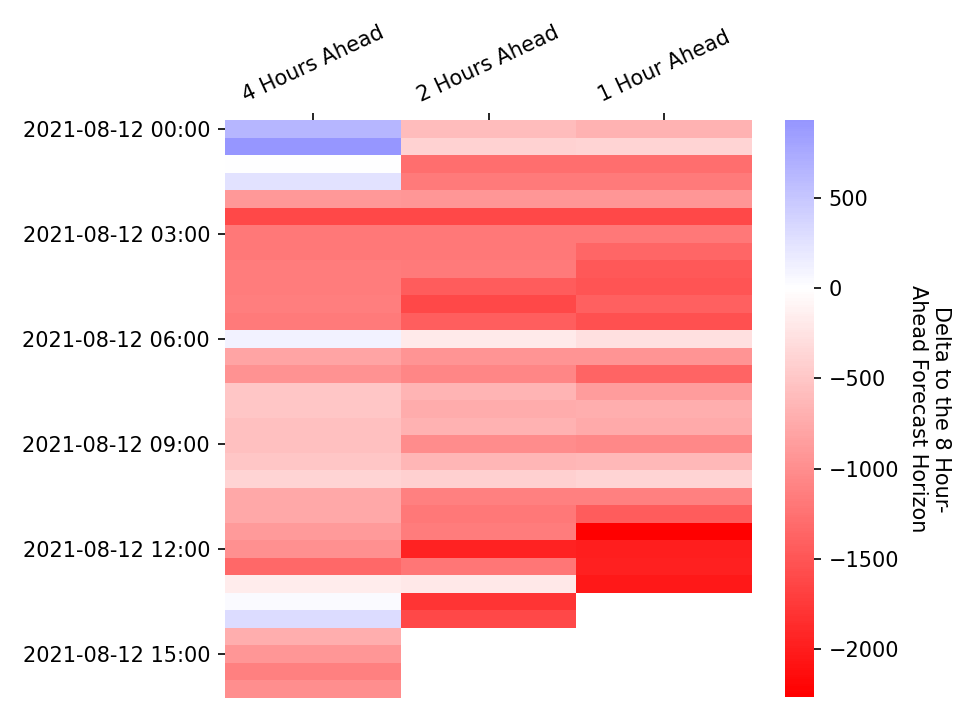 4 Hours Ahead
2 Hours Ahead
1 Hour Ahead
2021-08-12 00:00
2021-08-12 03:00
2021-08-12 06:00
2021-08-12 09:00
2021-08-12 12:00
2021-08-12 15:00
500
0
−500
−1000
−1500
−2000
Delta to the 8 Hour-
Ahead Forecast Horizon